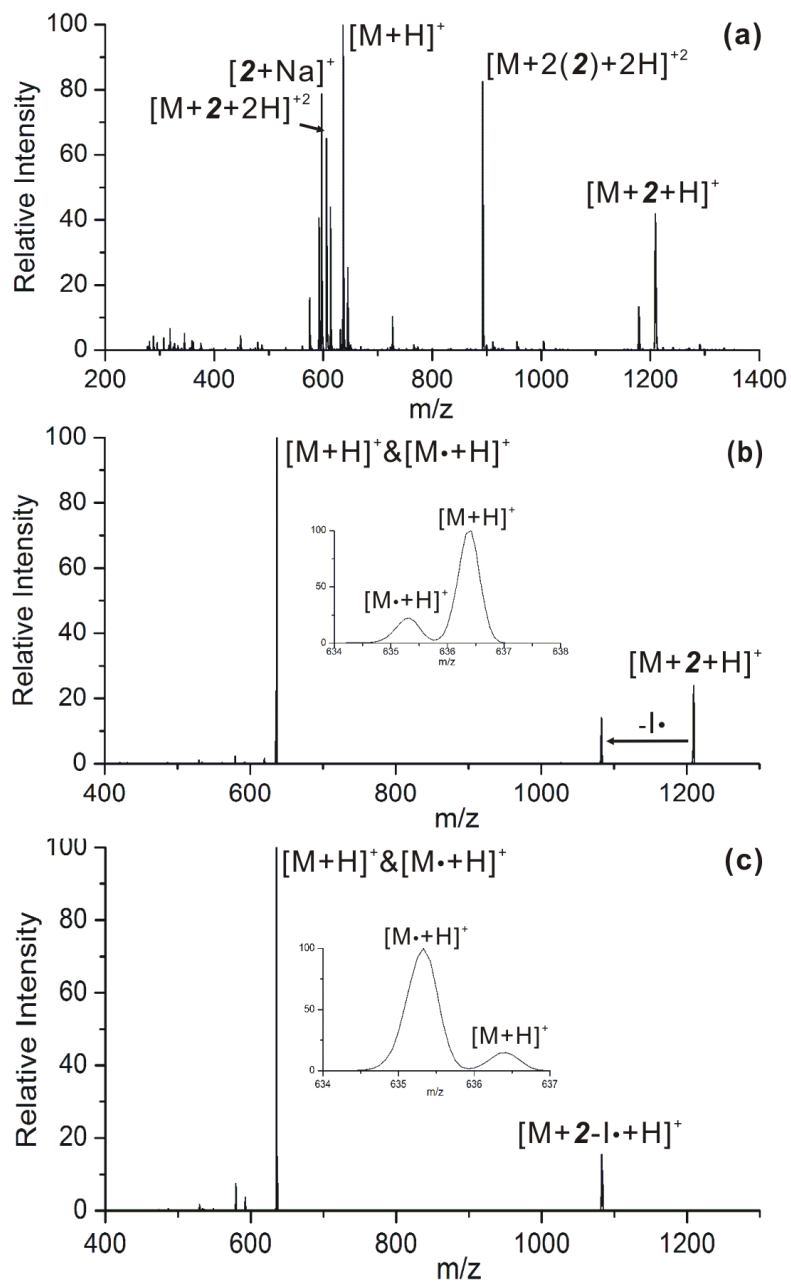 (a)
[M+H]⁺
[2+Na]⁺
[M+2+2H]⁺²
[M+2(2)+2H]⁺²
[M+2+H]⁺
Relative Intensity
100
80
60
40
20
0
200 400 600 800 1000 1200 1400
m/z
(b)
[M+H]⁺&[M•+H]⁺
[M+H]⁺
[M•+H]⁺
100
50
0
634 635 636 637 638
m/z
[M+2+H]⁺
-I•
Relative Intensity
100
80
60
40
20
0
400 600 800 1000 1200
m/z
(c)
[M+H]⁺&[M•+H]⁺
[M•+H]⁺
[M+H]⁺
100
50
0
634 635 636 637
m/z
[M+2-I•+H]⁺
Relative Intensity
100
80
60
40
20
0
400 600 800 1000 1200
m/z